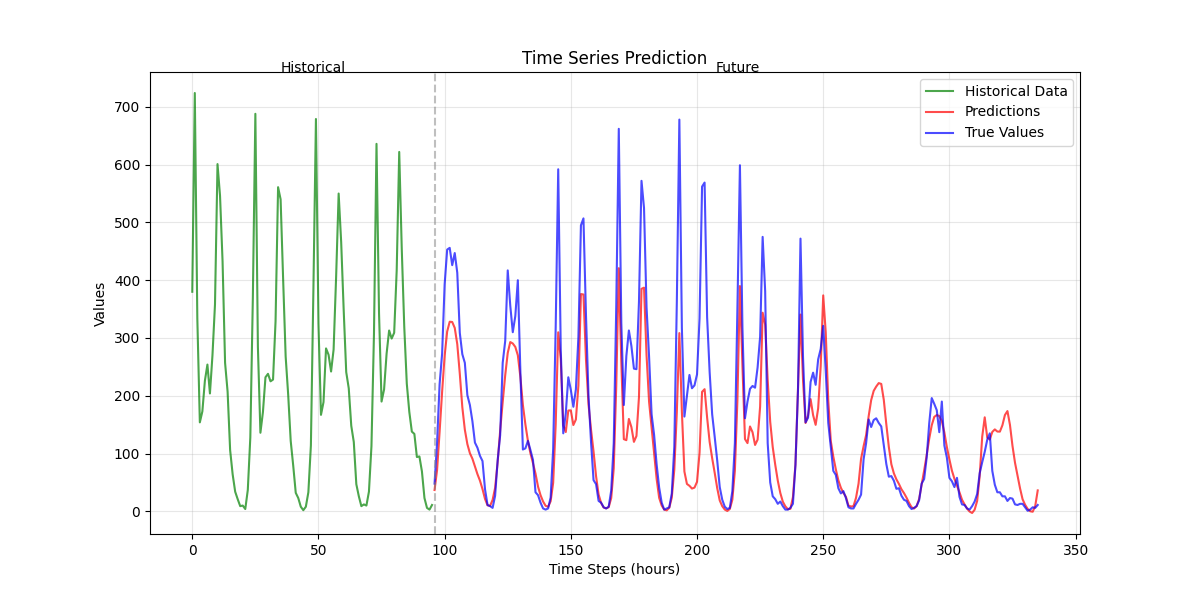 Time Series Prediction
Historical
Future
Historical Data
Predictions
True Values
Values
700
600
500
400
300
200
100
0
0
50
100
150
200
250
300
350
Time Steps (hours)